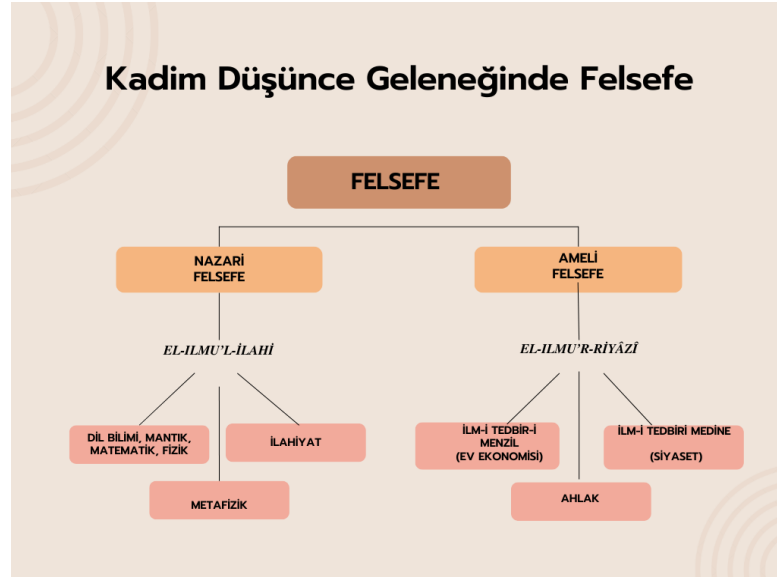 Kadim Düşünce Geleneğinde Felsefe
FELSEFE
NAZARİ
FELSEFE
AMELİ
FELSEFE
EL-ILMU’L-İLAHİ
EL-ILMU’R-RİYÂZÎ
DİL BİLİMİ, MANTIK,
MATEMATİK, FİZİK
METAFİZİK
İLAHİYAT
İLM-İ TEDBİR-İ
MENZİL
(EV EKONOMİSİ)
AHLAK
İLM-İ TEDBİRİ MEDINE
(SİYASET)